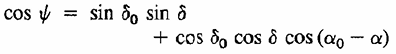 cos ψ = sin δ₀ sin δ
+ cos δ₀ cos δ cos (α₀ − α)